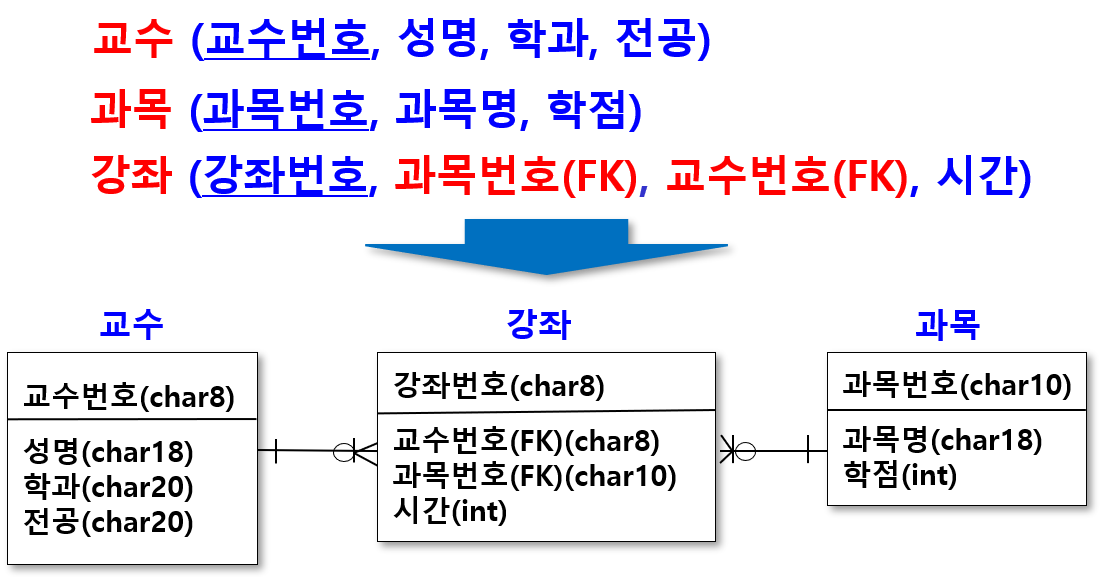 교수 (교수번호, 성명, 학과, 전공)
과목 (과목번호, 과목명, 학점)
강좌 (강좌번호, 과목번호(FK), 교수번호(FK), 시간)
교수
교수번호(char8)
성명(char18)
학과(char20)
전공(char20)
강좌
강좌번호(char8)
교수번호(FK)(char8)
과목번호(FK)(char10)
시간(int)
과목
과목번호(char10)
과목명(char18)
학점(int)